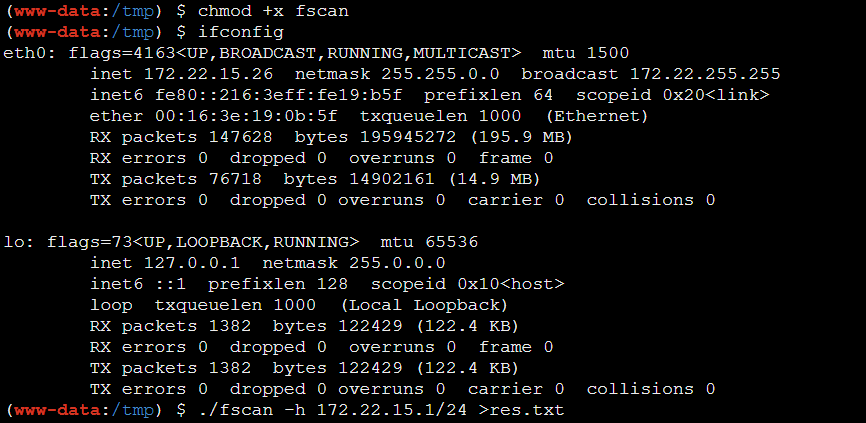 (www-data:/tmp) $ chmod +x fscan
(www-data:/tmp) $ ifconfig
eth0: flags=4163<UP,BROADCAST,RUNNING,MULTICAST>  mtu 1500
        inet 172.22.15.26  netmask 255.255.0.0  broadcast 172.22.255.255
        inet6 fe80::216:3eff:fe19:b5f  prefixlen 64  scopeid 0x20<link>
        ether 00:16:3e:19:0b:5f  txqueuelen 1000  (Ethernet)
        RX packets 147628  bytes 195945272 (195.9 MB)
        RX errors 0  dropped 0  overruns 0  frame 0
        TX packets 76718  bytes 14902161 (14.9 MB)
        TX errors 0  dropped 0 overruns 0  carrier 0  collisions 0

lo: flags=73<UP,LOOPBACK,RUNNING>  mtu 65536
        inet 127.0.0.1  netmask 255.0.0.0
        inet6 ::1  prefixlen 128  scopeid 0x10<host>
        loop  txqueuelen 1000  (Local Loopback)
        RX packets 1382  bytes 122429 (122.4 KB)
        RX errors 0  dropped 0  overruns 0  frame 0
        TX packets 1382  bytes 122429 (122.4 KB)
        TX errors 0  dropped 0 overruns 0  carrier 0  collisions 0
(www-data:/tmp) $ ./fscan -h 172.22.15.1/24 >res.txt